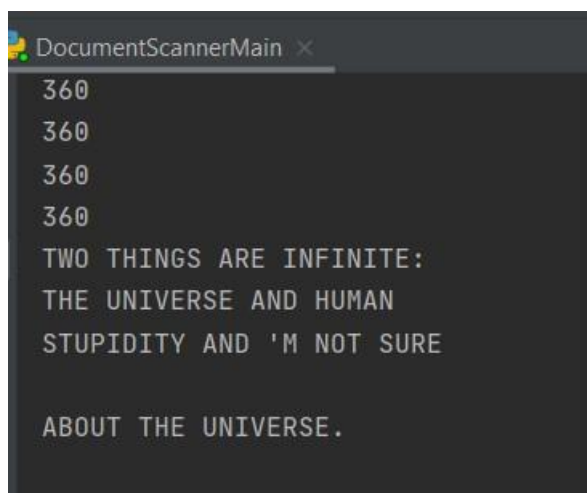 DocumentScannerMain
360
360
360
360
TWO THINGS ARE INFINITE:
THE UNIVERSE AND HUMAN
STUPIDITY AND 'M NOT SURE
ABOUT THE UNIVERSE.